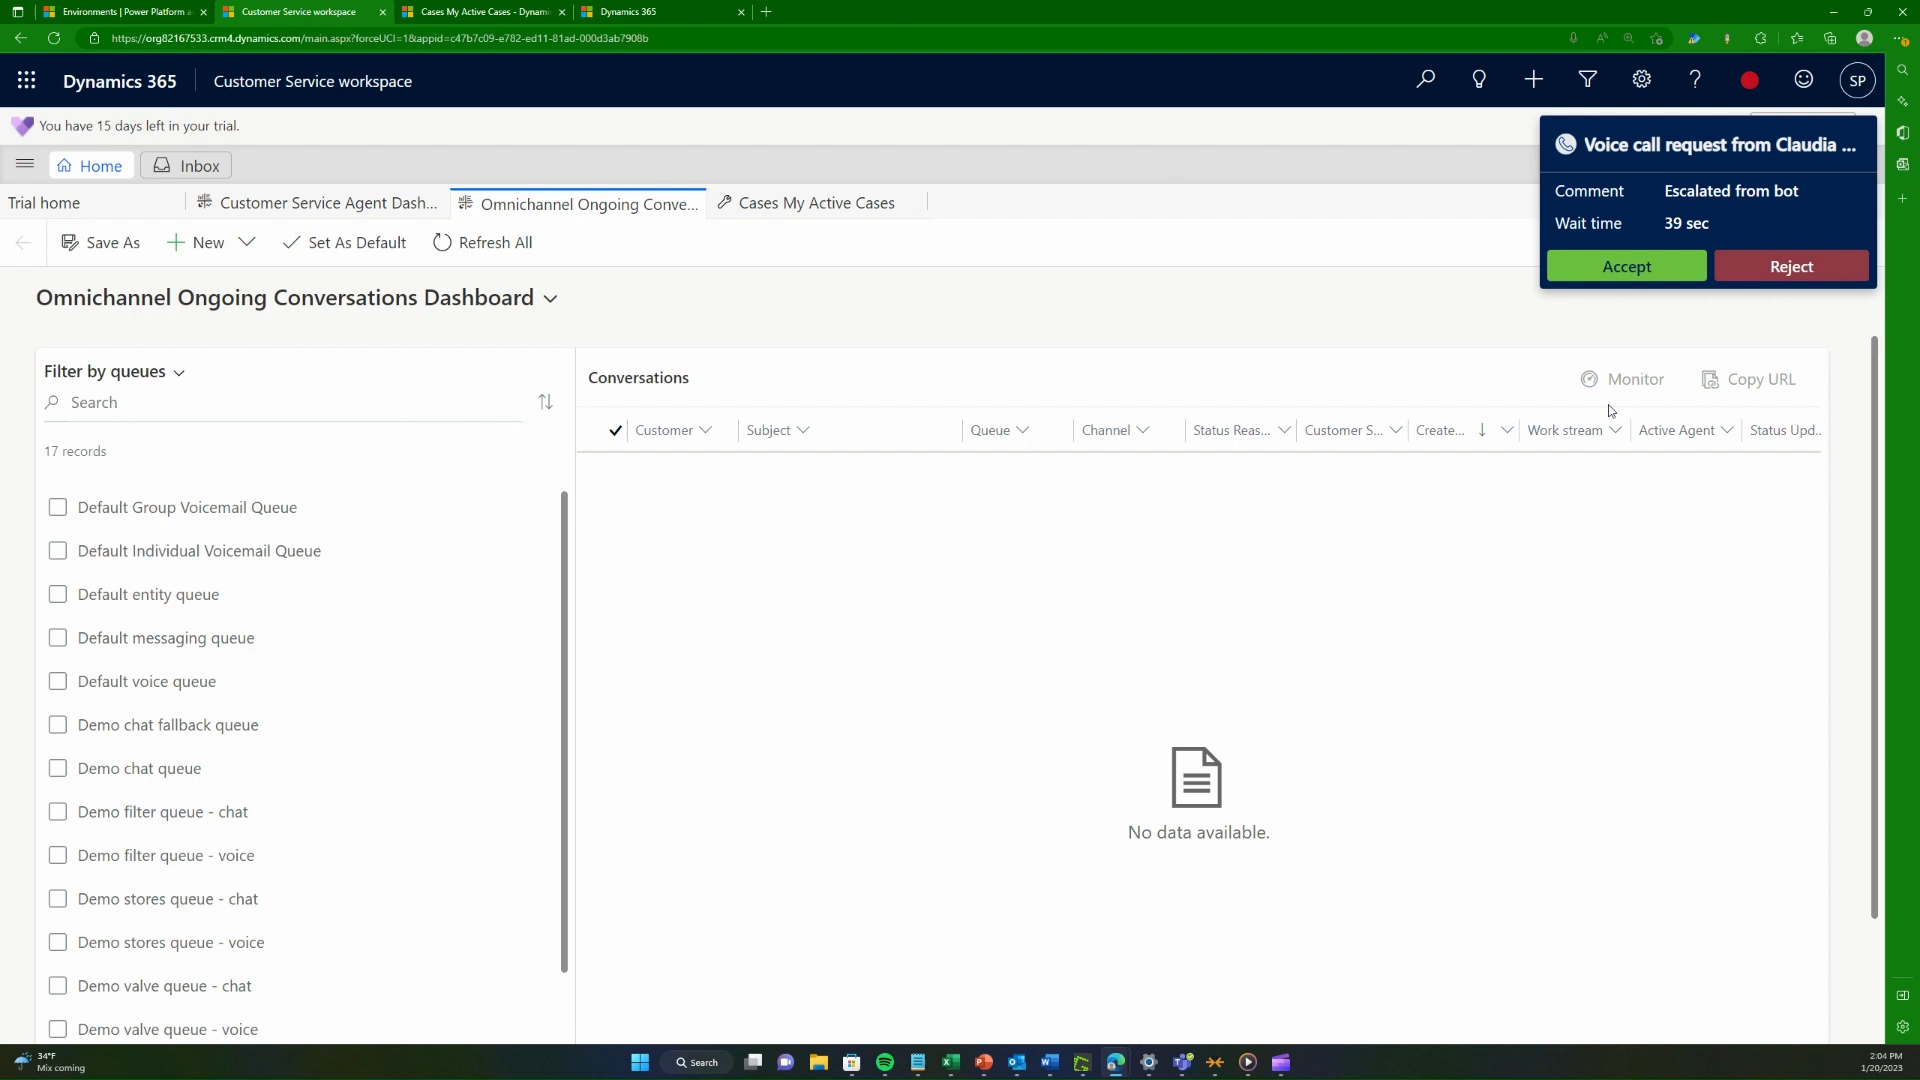 Environments | Power Platform a
Customer Service workspace
Cases My Active Cases - Dynami
Dynamics 365
https://org82167533.crm4.dynamics.com/main.aspx?forceUCI=1&appid=c47b7c09-e782-ed11-81ad-000d3ab7908b
Dynamics 365
Customer Service workspace
SP
You have 15 days left in your trial.
Home
Inbox
Voice call request from Claudia ...
Comment Escalated from bot
Wait time 39 sec
Accept
Reject
Trial home
Customer Service Agent Dash...
Omnichannel Ongoing Conve...
Cases My Active Cases
Save As
New
Set As Default
Refresh All
Omnichannel Ongoing Conversations Dashboard
Filter by queues
Search
17 records
Default Group Voicemail Queue
Default Individual Voicemail Queue
Default entity queue
Default messaging queue
Default voice queue
Demo chat fallback queue
Demo chat queue
Demo filter queue - chat
Demo filter queue - voice
Demo stores queue - chat
Demo stores queue - voice
Demo valve queue - chat
Demo valve queue - voice
Conversations
Monitor
Copy URL
Customer
Subject
Queue
Channel
Status Reas...
Customer S...
Create...
Work stream
Active Agent
Status Upd...
No data available.
34°F
Mix coming
Search
2:04 PM
1/20/2023